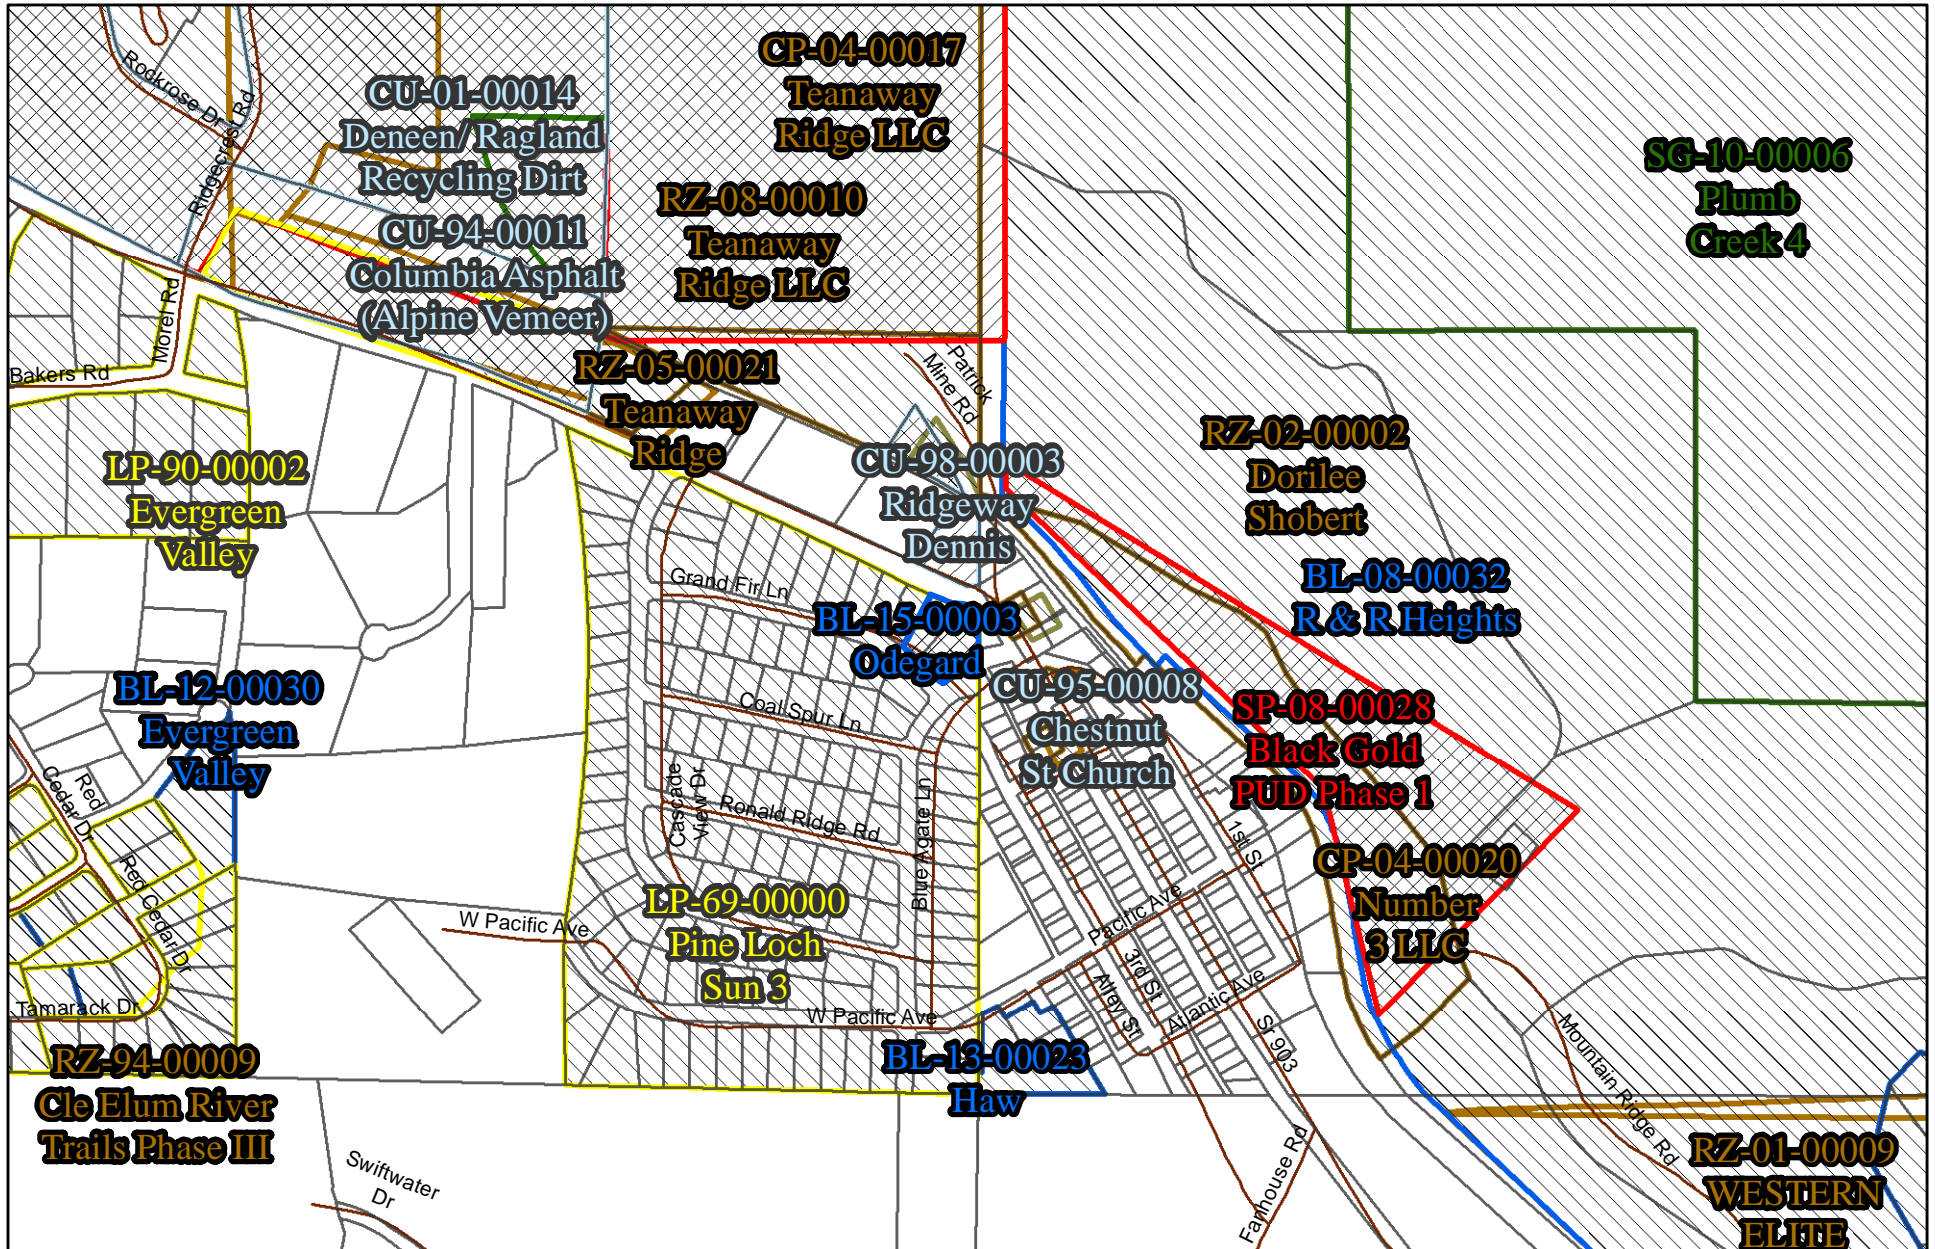 CP-04-00017
Teanaway
Ridge LLC
Rockrose Dr
Ridgecrest Rd
CU-01-00014
Deneen/ Ragland
Recycling Dirt
SG-10-00006
Plumb
Creek 4
RZ-08-00010
Teanaway
Ridge LLC
CU-94-00011
Columbia Asphalt
(Alpine Vemeer)
Morel Rd
Bakers Rd
RZ-05-00021
Teanaway
Ridge
Patrick
Mine Rd
RZ-02-00002
Dorilee
Shobert
LP-90-00002
Evergreen
Valley
CU-98-00003
Ridgeway
Dennis
Grand Fir Ln
BL-08-00032
R & R Heights
BL-15-00003
Odegard
BL-12-00030
Evergreen
Valley
Coal Spur Ln
CU-95-00008
Chestnut
St Church
SP-08-00028
Black Gold
PUD Phase 1
Red
Cedar Dr
Cascade
View Dr
Ronald Ridge Rd
Blue Agate Ln
1st St
CP-04-00020
Number
3 LLC
Red Cedar Dr
LP-69-00000
Pine Loch
Sun 3
W Pacific Ave
Pacific Ave
3rd St
Alley St
Atlantic Ave
Tamarack Dr
W Pacific Ave
Sr 903
Mountain Ridge Rd
RZ-94-00009
Cle Elum River
Trails Phase III
BL-13-00023
Haw
Swiftwater
Dr
Fanhouse Rd
RZ-01-00009
WESTERN
ELITE